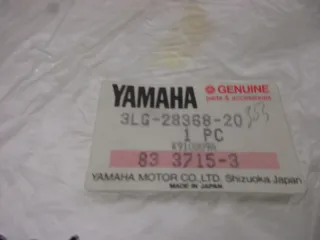 YAMAHA
GENUINE
parts & accessories
3LG-28368-20
1 PC
83 3715-3
YAMAHA MOTOR CO.,LTD. Shizuoka Japan
MADE IN JAPAN